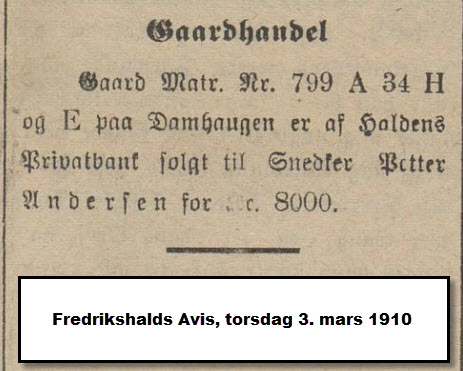 Gaardhandel
Gaard Matr. Nr. 799 A 34 H
og E paa Damhaugen er af Haldens
Privatbank solgt til Snedker Petter
Andersen for 8000.
Fredrikshalds Avis, torsdag 3. mars 1910